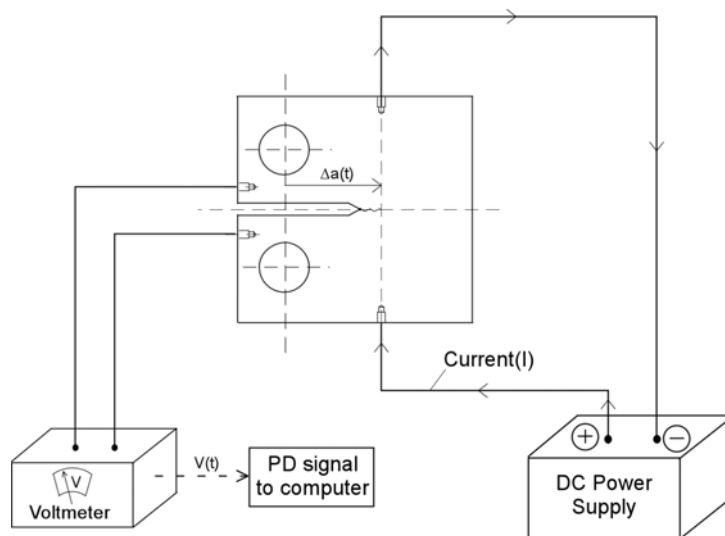 Δa(t)
Current(I)
+
−
V(t)
V
Voltmeter
PD signal
to computer
DC Power
Supply